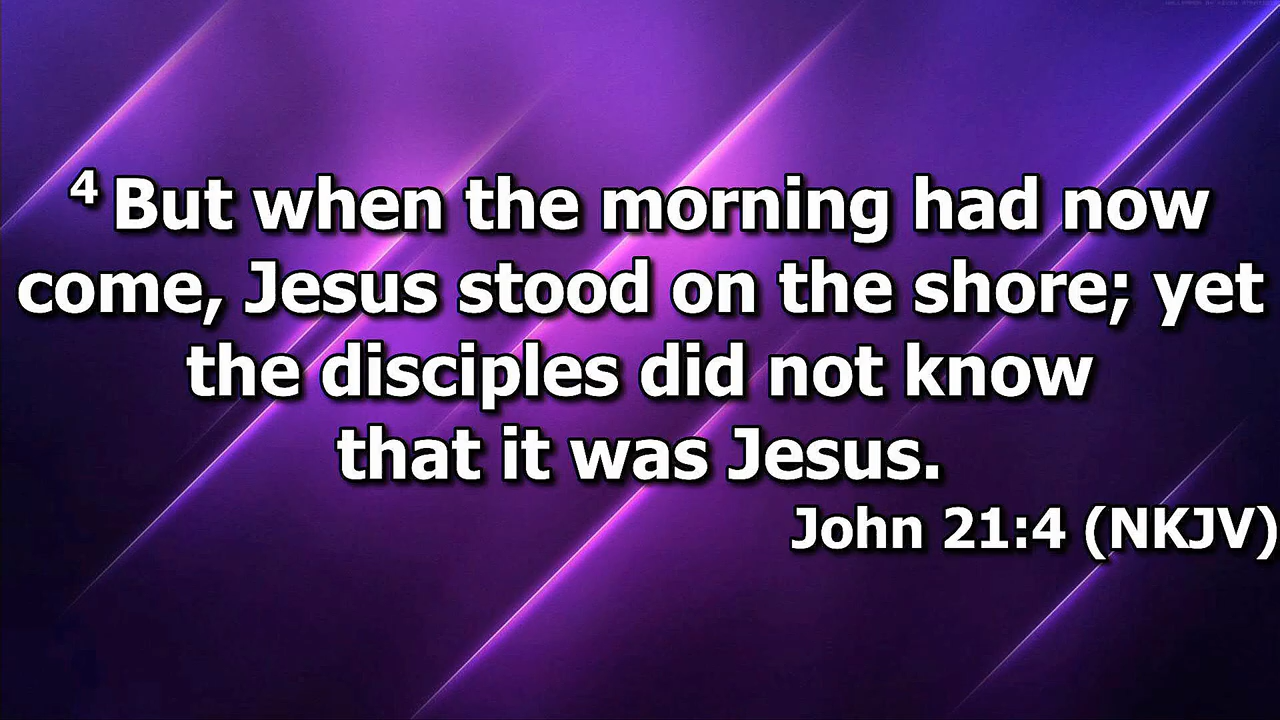 ⁴ But when the morning had now
come, Jesus stood on the shore; yet
the disciples did not know
that it was Jesus.
John 21:4 (NKJV)